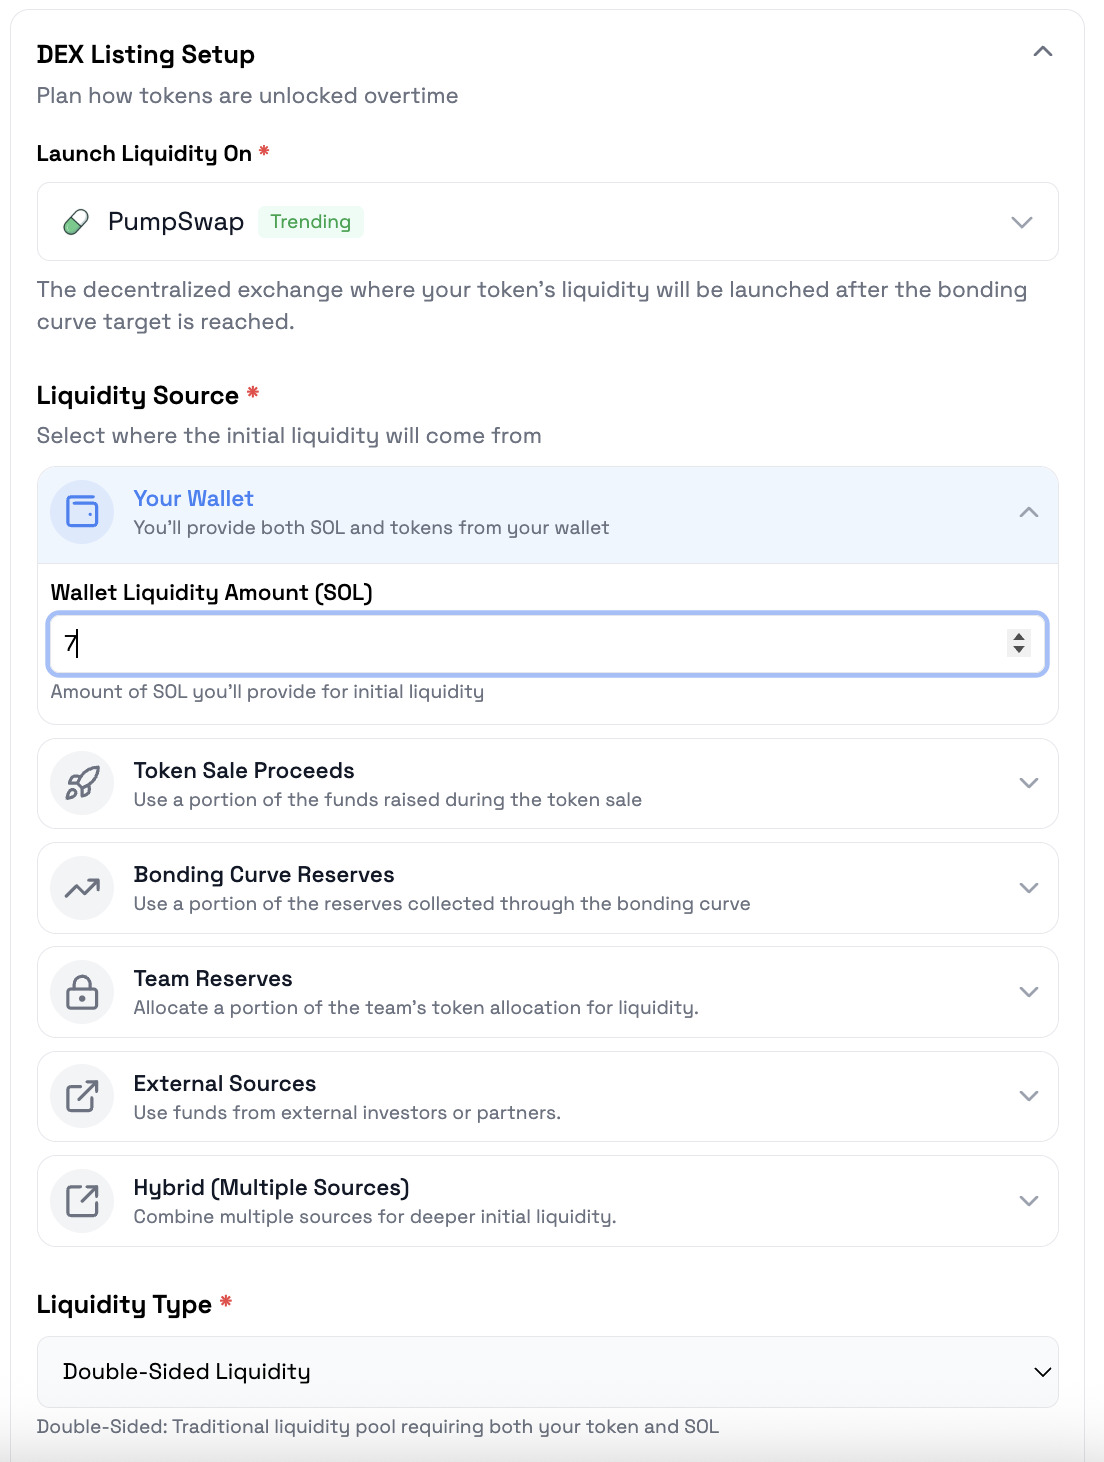 DEX Listing Setup
Plan how tokens are unlocked overtime
Launch Liquidity On *
PumpSwap Trending
The decentralized exchange where your token's liquidity will be launched after the bonding
curve target is reached.
Liquidity Source *
Select where the initial liquidity will come from
Your Wallet
You'll provide both SOL and tokens from your wallet
Wallet Liquidity Amount (SOL)
7
Amount of SOL you'll provide for initial liquidity
Token Sale Proceeds
Use a portion of the funds raised during the token sale
Bonding Curve Reserves
Use a portion of the reserves collected through the bonding curve
Team Reserves
Allocate a portion of the team's token allocation for liquidity.
External Sources
Use funds from external investors or partners.
Hybrid (Multiple Sources)
Combine multiple sources for deeper initial liquidity.
Liquidity Type *
Double-Sided Liquidity
Double-Sided: Traditional liquidity pool requiring both your token and SOL